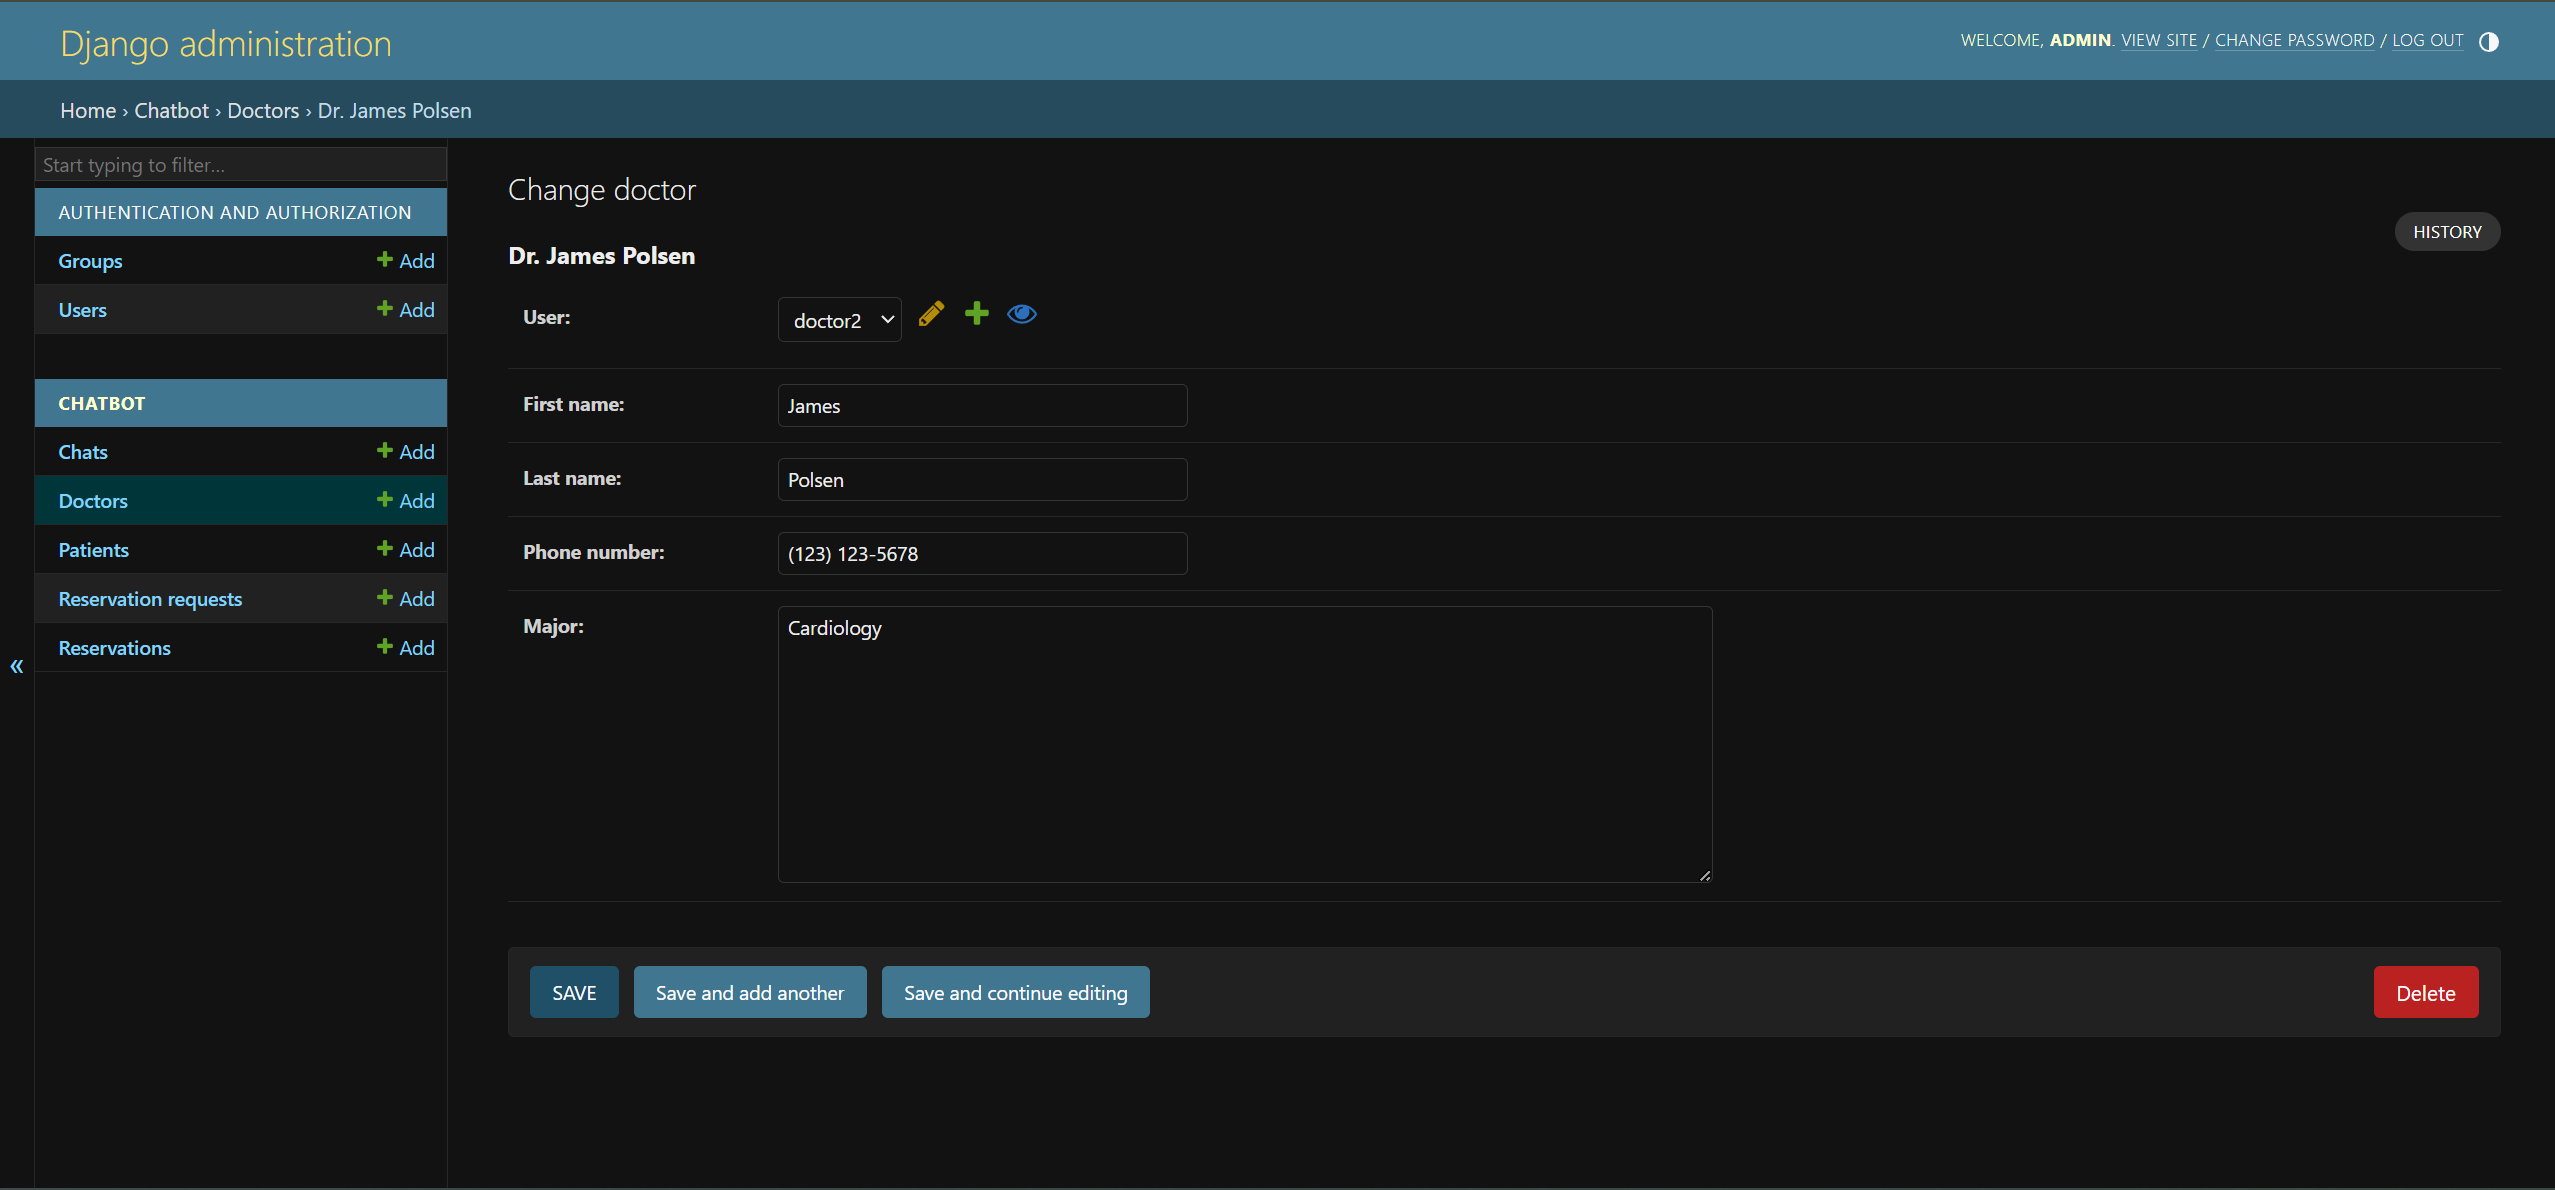 Django administration
WELCOME, ADMIN. VIEW SITE / CHANGE PASSWORD / LOG OUT
Home › Chatbot › Doctors › Dr. James Polsen
Start typing to filter...
AUTHENTICATION AND AUTHORIZATION
Groups Add
Users Add
CHATBOT
Chats Add
Doctors Add
Patients Add
Reservation requests Add
Reservations Add
«
Change doctor
HISTORY
Dr. James Polsen
User: doctor2
First name: James
Last name: Polsen
Phone number: (123) 123-5678
Major: Cardiology
SAVE Save and add another Save and continue editing Delete